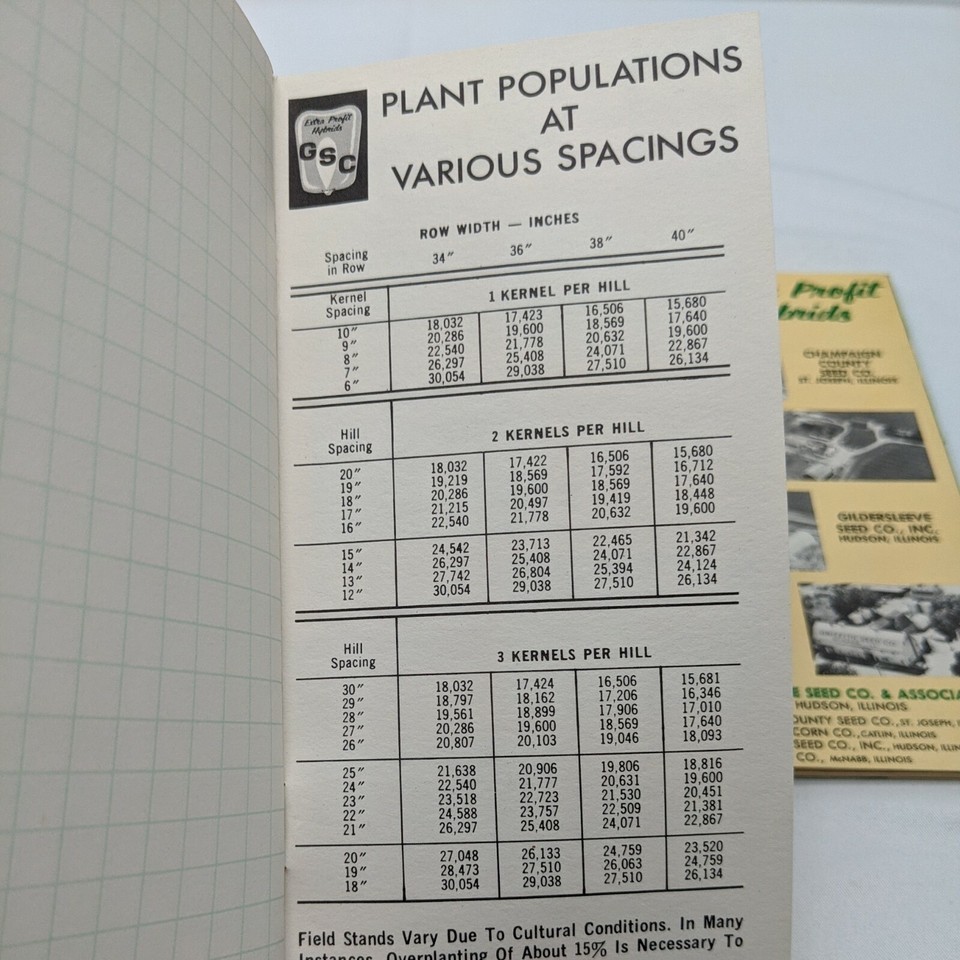 Extra Profit
Hybrids
GSC
PLANT POPULATIONS
AT
VARIOUS SPACINGS
ROW WIDTH — INCHES
Spacing in Row 34″ 36″ 38″ 40″
Kernel Spacing 1 KERNEL PER HILL
10″ 18,032 17,423 16,506 15,680
9″ 20,286 19,600 18,569 17,640
8″ 22,540 21,778 20,632 19,600
7″ 26,297 25,408 24,071 22,867
6″ 30,054 29,038 27,510 26,134
Hill Spacing 2 KERNELS PER HILL
20″ 18,032 17,422 16,506 15,680
19″ 19,219 18,569 17,592 16,712
18″ 20,286 19,600 18,569 17,640
17″ 21,215 20,497 19,419 18,448
16″ 22,540 21,778 20,632 19,600
15″ 24,542 23,713 22,465 21,342
14″ 26,297 25,408 24,071 22,867
13″ 27,742 26,804 25,394 24,124
12″ 30,054 29,038 27,510 26,134
Hill Spacing 3 KERNELS PER HILL
30″ 18,032 17,424 16,506 15,681
29″ 18,797 18,162 17,206 16,346
28″ 19,561 18,899 17,906 17,010
27″ 20,286 19,600 18,569 17,640
26″ 20,807 20,103 19,046 18,093
25″ 21,638 20,906 19,806 18,816
24″ 22,540 21,777 20,631 19,600
23″ 23,518 22,723 21,530 20,451
22″ 24,588 23,757 22,509 21,381
21″ 26,297 25,408 24,071 22,867
20″ 27,048 26,133 24,759 23,520
19″ 28,473 27,510 26,063 24,759
18″ 30,054 29,038 27,510 26,134
Field Stands Vary Due To Cultural Conditions. In Many
Instances, Overplanting Of About 15% Is Necessary To
Profit
CHAMPAIGN
COUNTY
SEED CO.
ST. JOSEPH, ILLINOIS
GILDERSLEEVE
SEED CO., INC.
HUDSON, ILLINOIS
SEED CO. & ASSOCIA
HUDSON, ILLINOIS
OUNTY SEED CO., ST. JOSEPH, I
CORN CO., CATLIN, ILLINOIS
SEED CO., INC., HUDSON, ILLIN
CO., McNABB, ILLINOIS